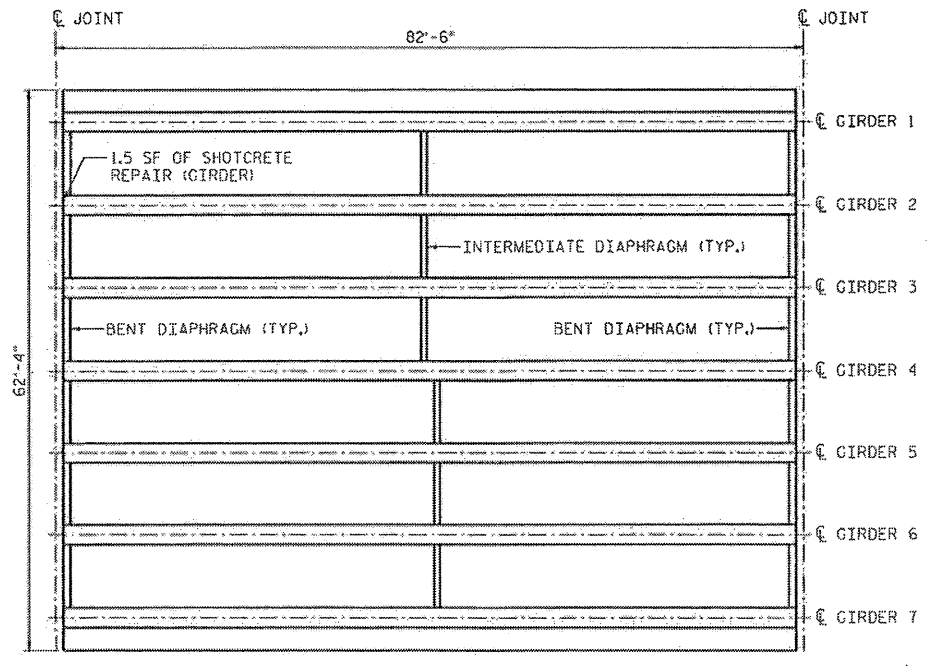 ℄ JOINT
℄ JOINT
82'-6"
℄ GIRDER 1
1.5 SF OF SHOTCRETE
REPAIR (GIRDER)
℄ GIRDER 2
INTERMEDIATE DIAPHRAGM (TYP.)
℄ GIRDER 3
BENT DIAPHRAGM (TYP.)
BENT DIAPHRAGM (TYP.)
62'-4"
℄ GIRDER 4
℄ GIRDER 5
℄ GIRDER 6
℄ GIRDER 7